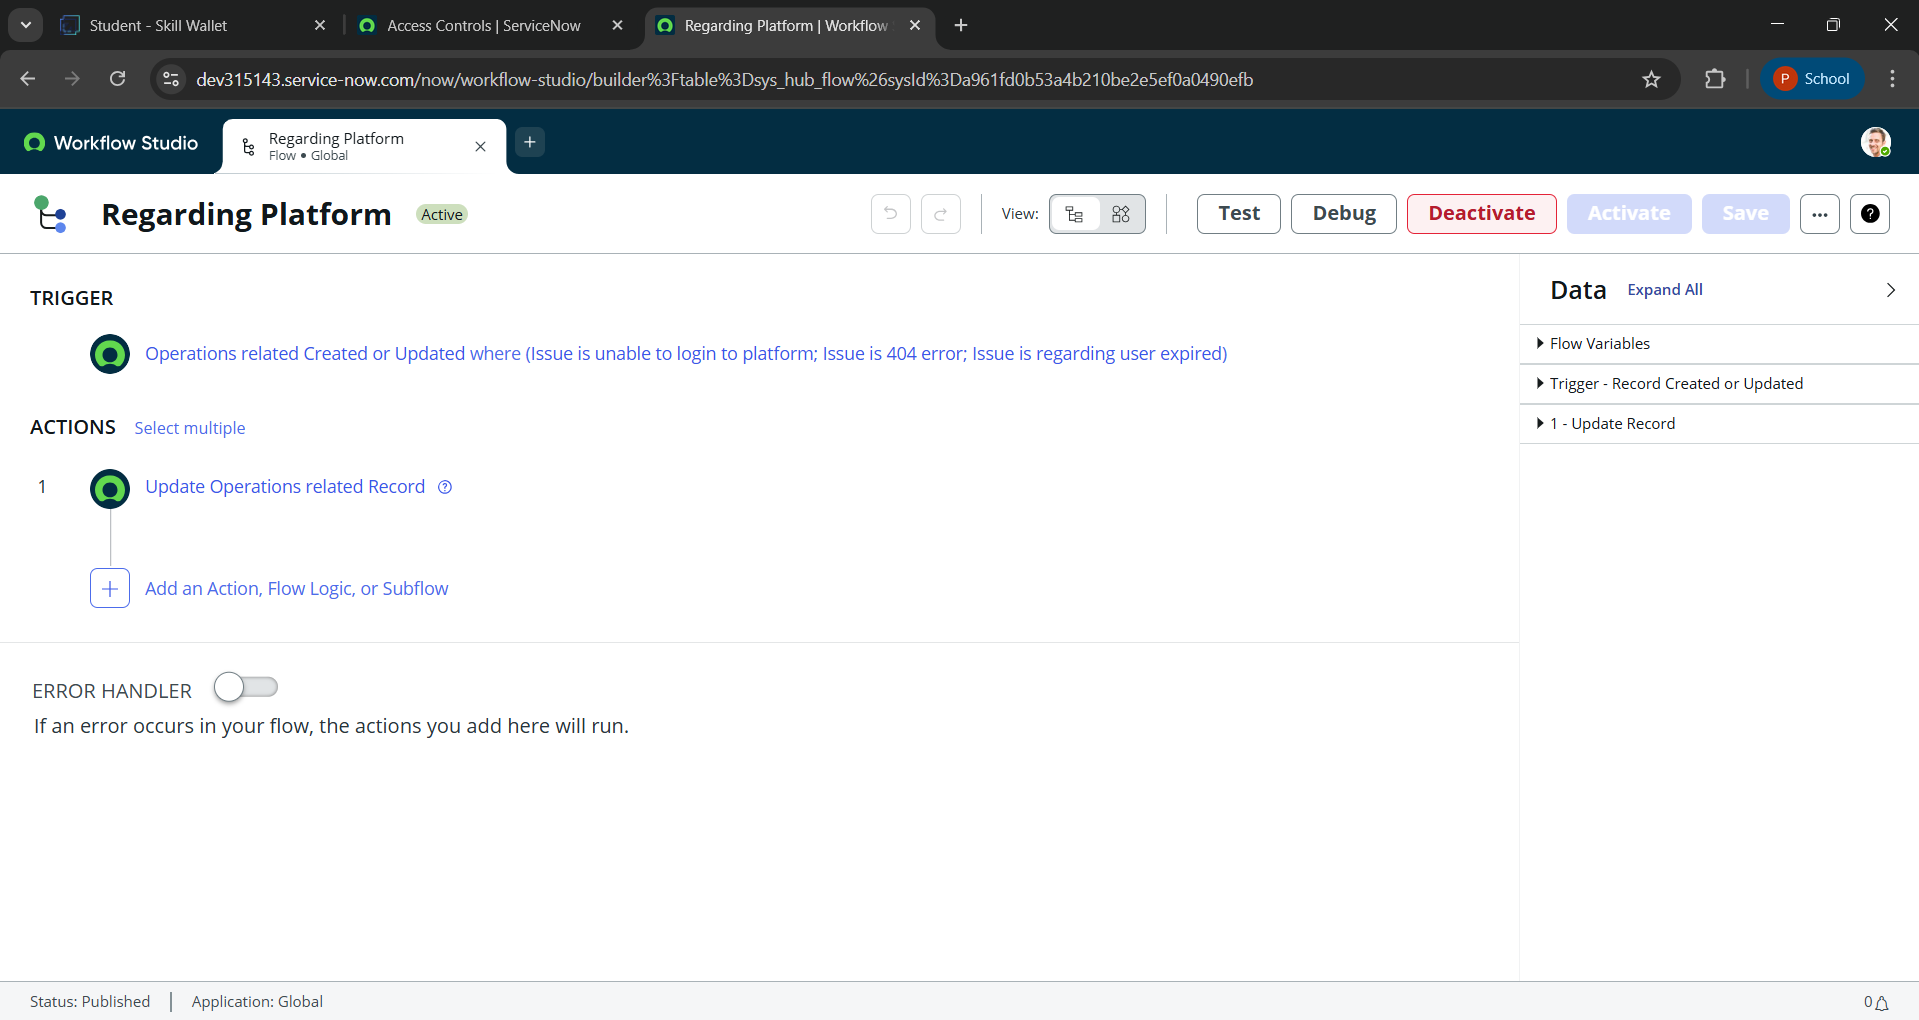 Student - Skill Wallet
Access Controls | ServiceNow
Regarding Platform | Workflow
dev315143.service-now.com/now/workflow-studio/builder%3Ftable%3Dsys_hub_flow%26sysId%3Da961fd0b53a4b210be2e5ef0a0490efb
P School
Workflow Studio
Regarding Platform
Flow • Global
Regarding Platform
Active
View:
Test
Debug
Deactivate
Activate
Save
TRIGGER
Operations related Created or Updated where (Issue is unable to login to platform; Issue is 404 error; Issue is regarding user expired)
ACTIONS Select multiple
1 Update Operations related Record
Add an Action, Flow Logic, or Subflow
ERROR HANDLER
If an error occurs in your flow, the actions you add here will run.
Data Expand All
Flow Variables
Trigger - Record Created or Updated
1 - Update Record
Status: Published | Application: Global
0